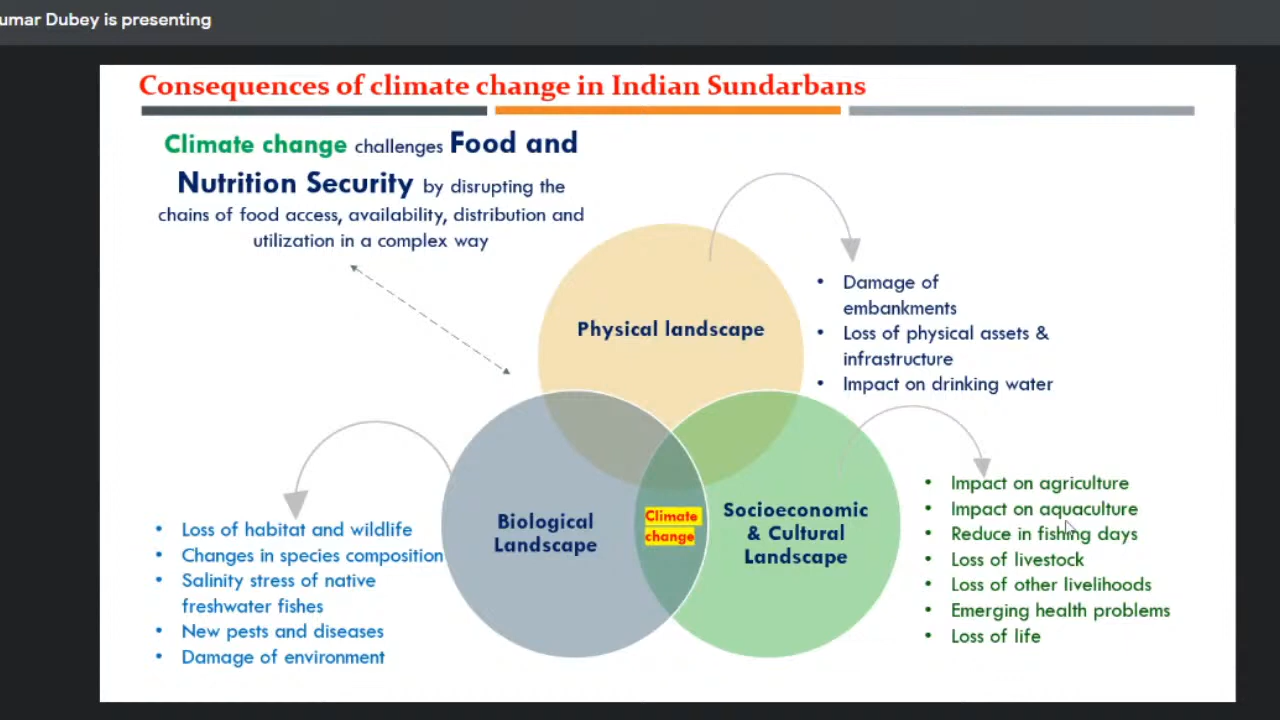 umar Dubey is presenting
Consequences of climate change in Indian Sundarbans
Climate change challenges Food and
Nutrition Security by disrupting the
chains of food access, availability, distribution and
utilization in a complex way
Physical landscape
• Damage of
embankments
• Loss of physical assets &
infrastructure
• Impact on drinking water
Biological
Landscape
Climate
change
Socioeconomic
& Cultural
Landscape
• Loss of habitat and wildlife
• Changes in species composition
• Salinity stress of native
freshwater fishes
• New pests and diseases
• Damage of environment
• Impact on agriculture
• Impact on aquaculture
• Reduce in fishing days
• Loss of livestock
• Loss of other livelihoods
• Emerging health problems
• Loss of life